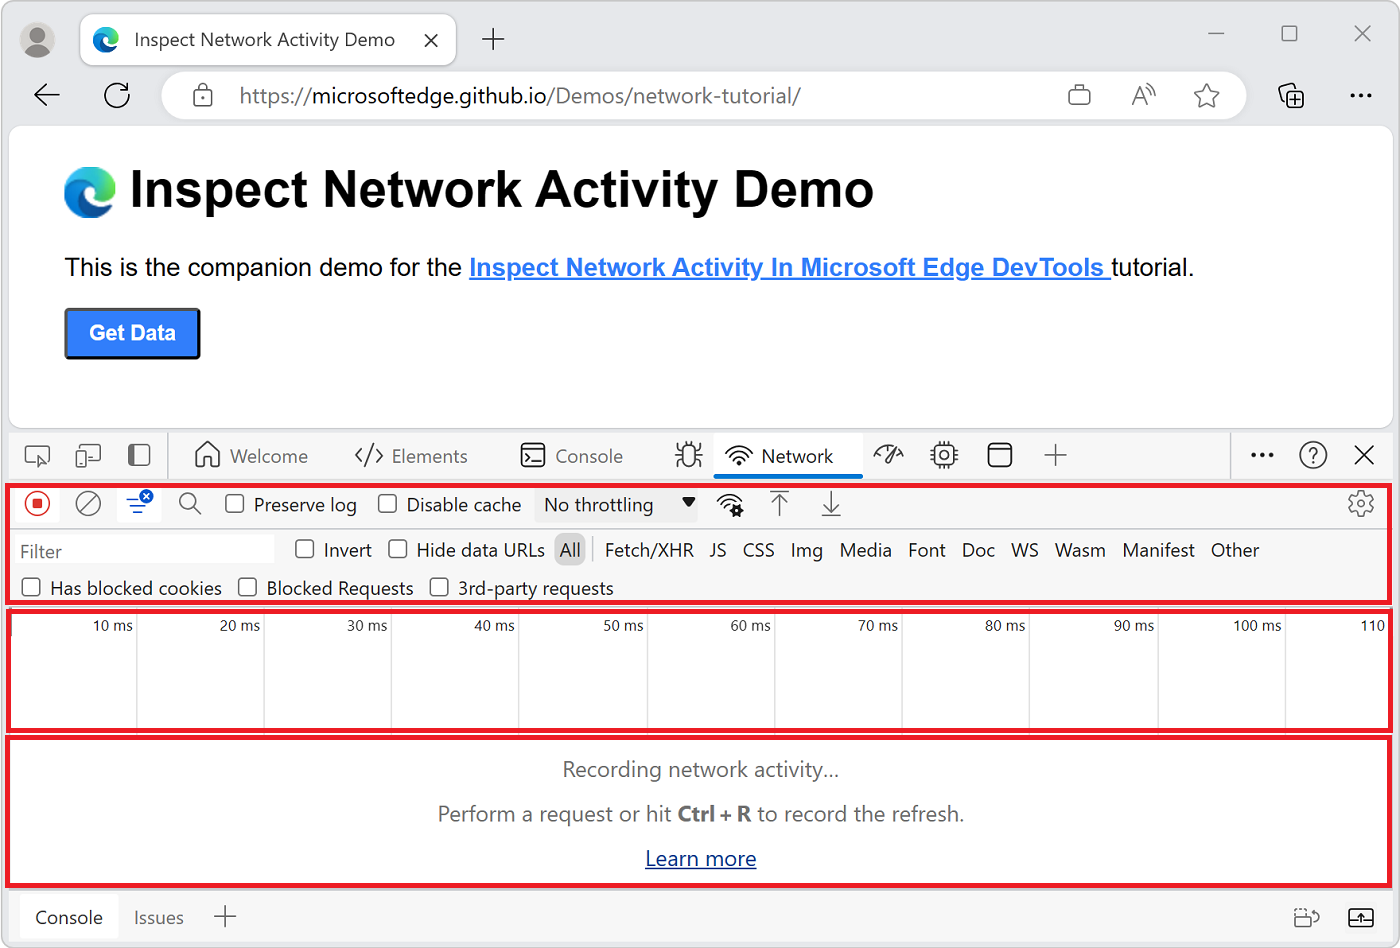 Inspect Network Activity Demo
https://microsoftedge.github.io/Demos/network-tutorial/
Inspect Network Activity Demo
This is the companion demo for the Inspect Network Activity In Microsoft Edge DevTools tutorial.
Get Data
Welcome Elements Console Network
Preserve log Disable cache No throttling
Filter Invert Hide data URLs All Fetch/XHR JS CSS Img Media Font Doc WS Wasm Manifest Other
Has blocked cookies Blocked Requests 3rd-party requests
10 ms 20 ms 30 ms 40 ms 50 ms 60 ms 70 ms 80 ms 90 ms 100 ms 110
Recording network activity...
Perform a request or hit Ctrl + R to record the refresh.
Learn more
Console Issues